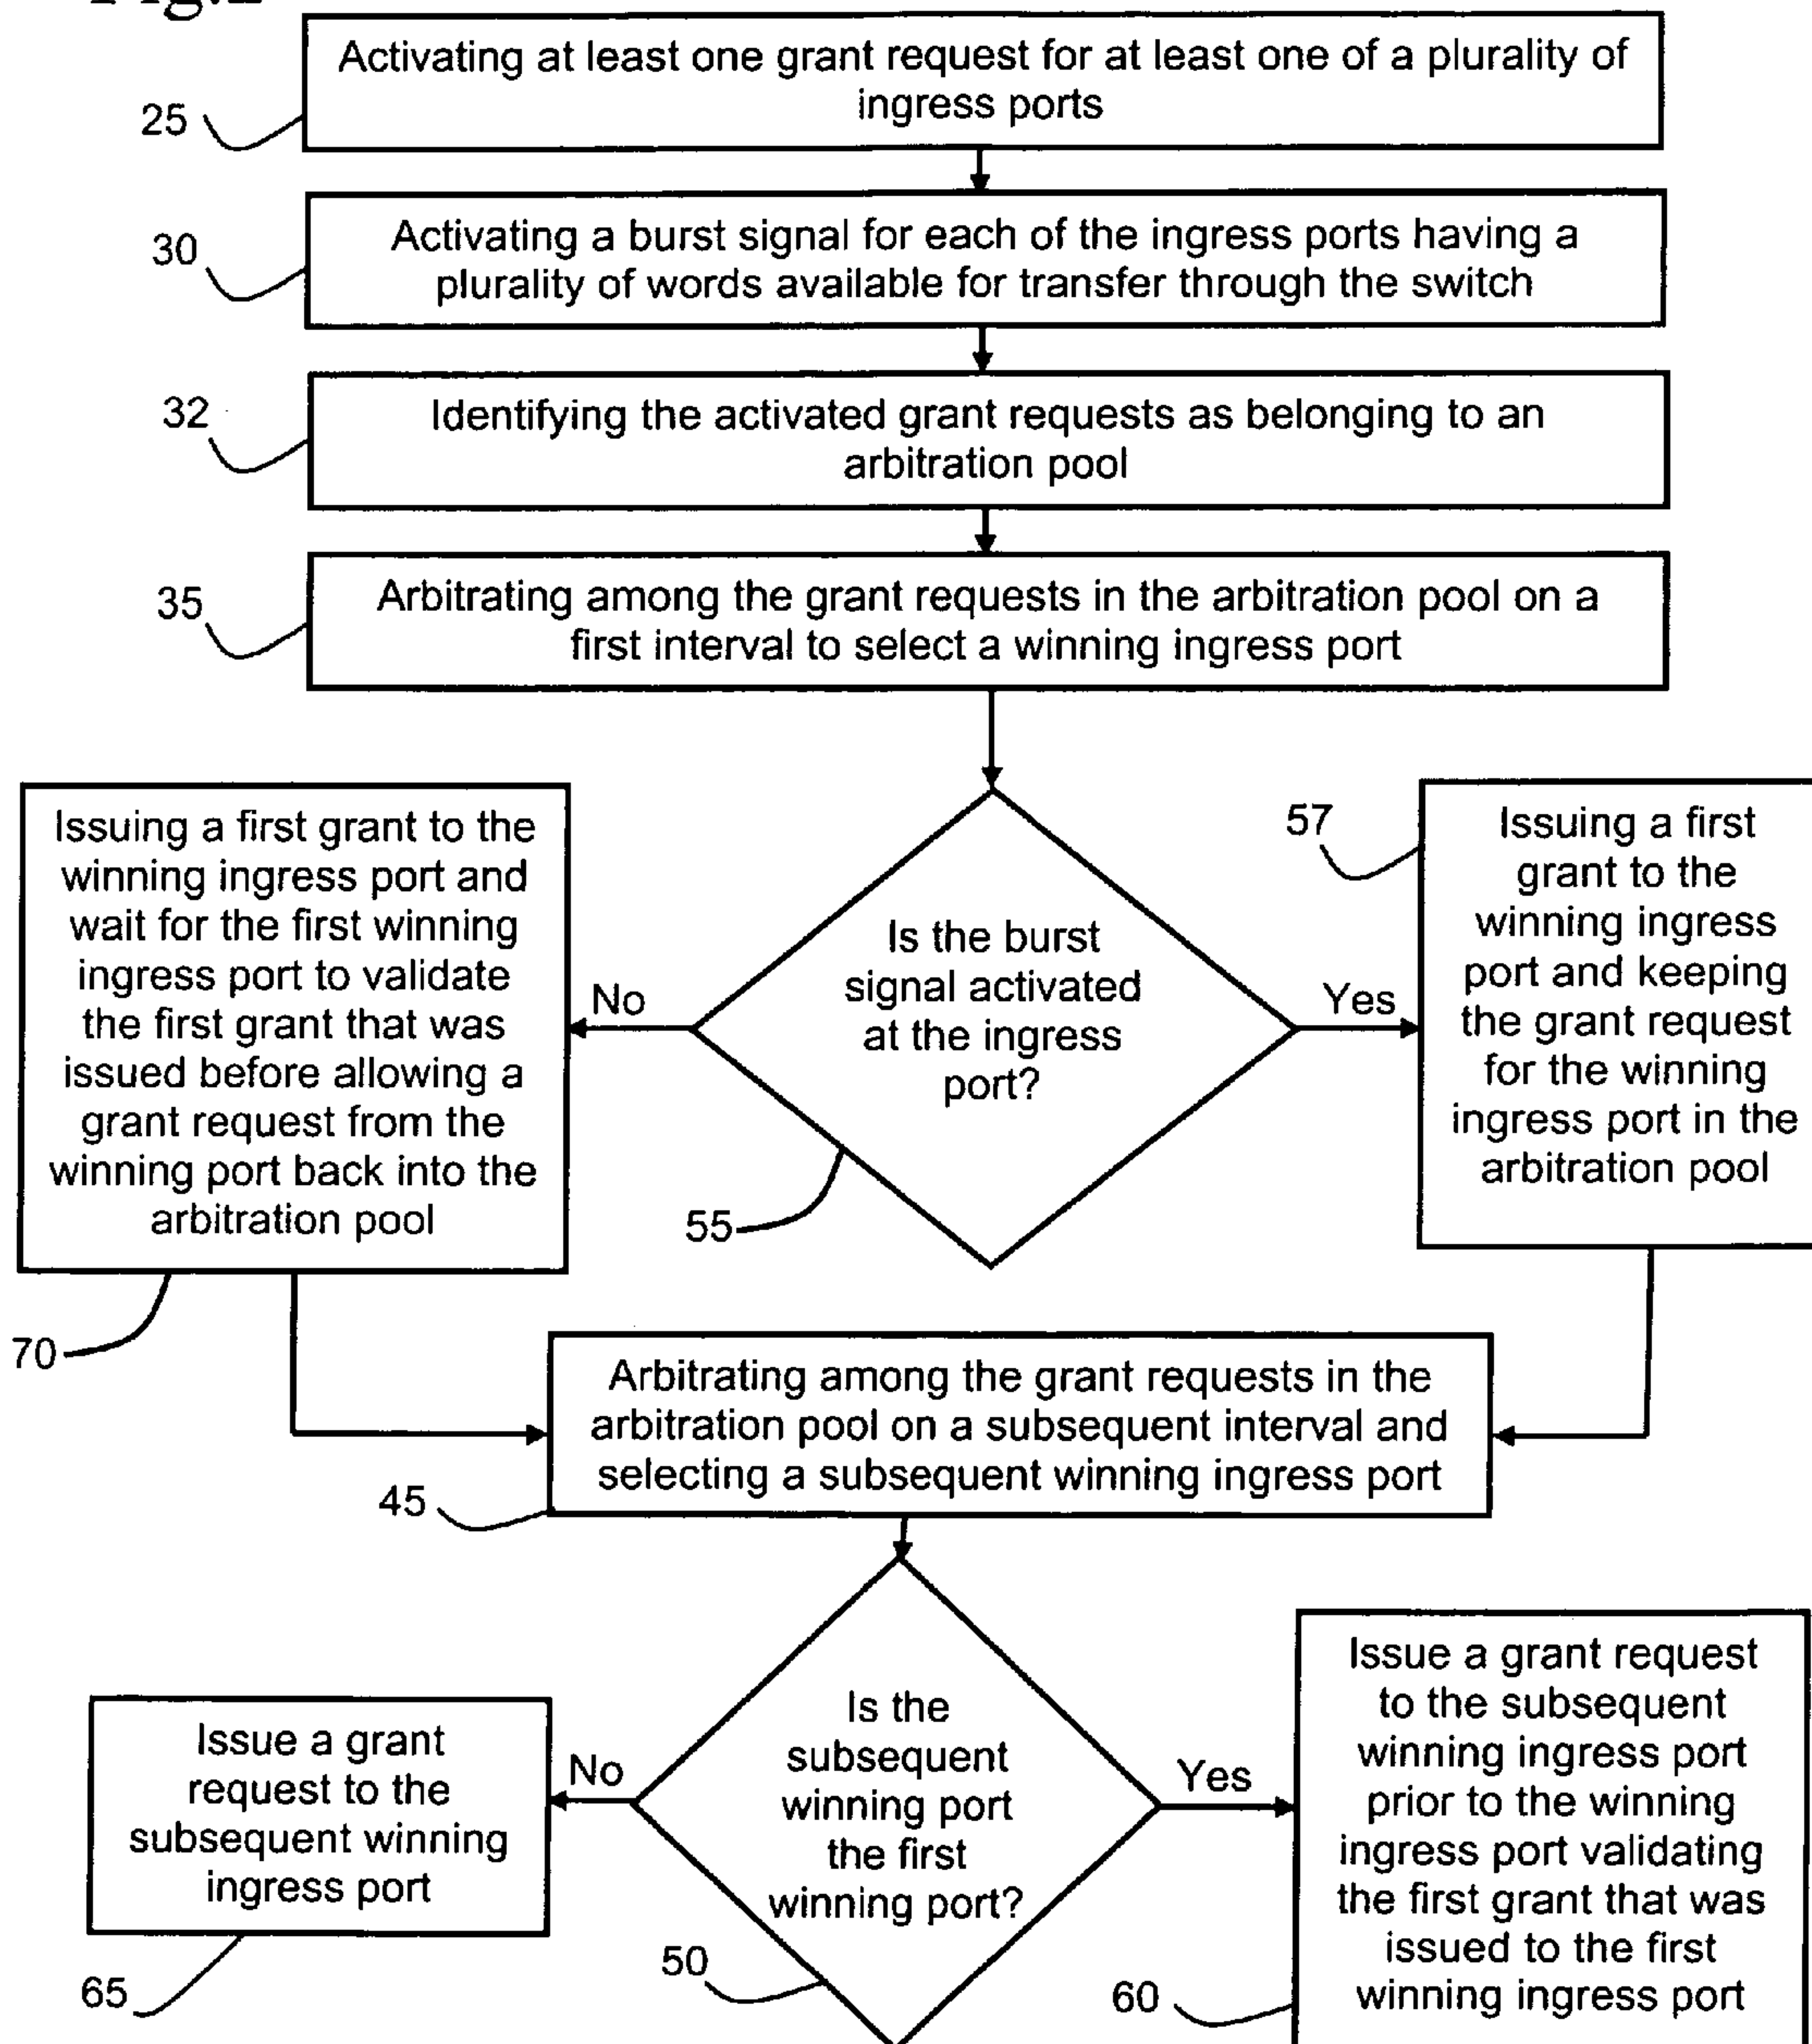 Activating at least one grant request for at least one of a plurality of
ingress ports
25
Activating a burst signal for each of the ingress ports having a
plurality of words available for transfer through the switch
30
Identifying the activated grant requests as belonging to an
arbitration pool
32
Arbitrating among the grant requests in the arbitration pool on a
first interval to select a winning ingress port
35
Issuing a first grant to the
winning ingress port and
wait for the first winning
ingress port to validate
the first grant that was
issued before allowing a
grant request from the
winning port back into the
arbitration pool
70
No
Is the burst
signal activated
at the ingress
port?
55
Yes
57
Issuing a first
grant to the
winning ingress
port and keeping
the grant request
for the winning
ingress port in the
arbitration pool
Arbitrating among the grant requests in the
arbitration pool on a subsequent interval and
selecting a subsequent winning ingress port
45
Issue a grant
request to the
subsequent winning
ingress port
65
No
Is the
subsequent
winning port
the first
winning port?
50
Yes
Issue a grant request
to the subsequent
winning ingress port
prior to the winning
ingress port validating
the first grant that was
issued to the first
winning ingress port
60